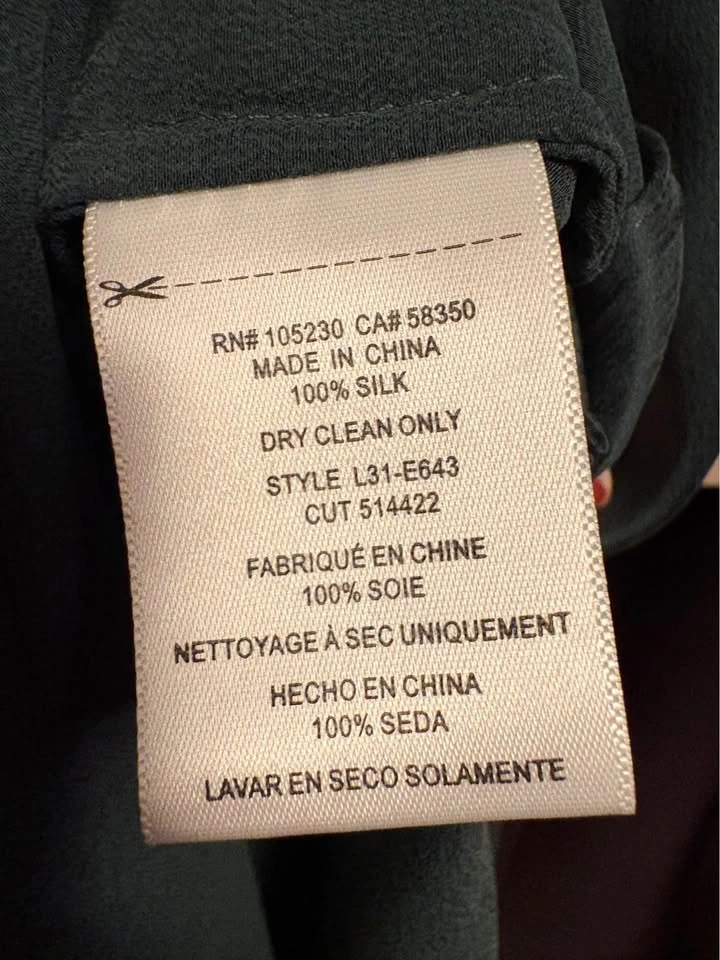 RN# 105230 CA# 58350
MADE IN CHINA
100% SILK
DRY CLEAN ONLY
STYLE L31-E643
CUT 514422
FABRIQUÉ EN CHINE
100% SOIE
NETTOYAGE À SEC UNIQUEMENT
HECHO EN CHINA
100% SEDA
LAVAR EN SECO SOLAMENTE